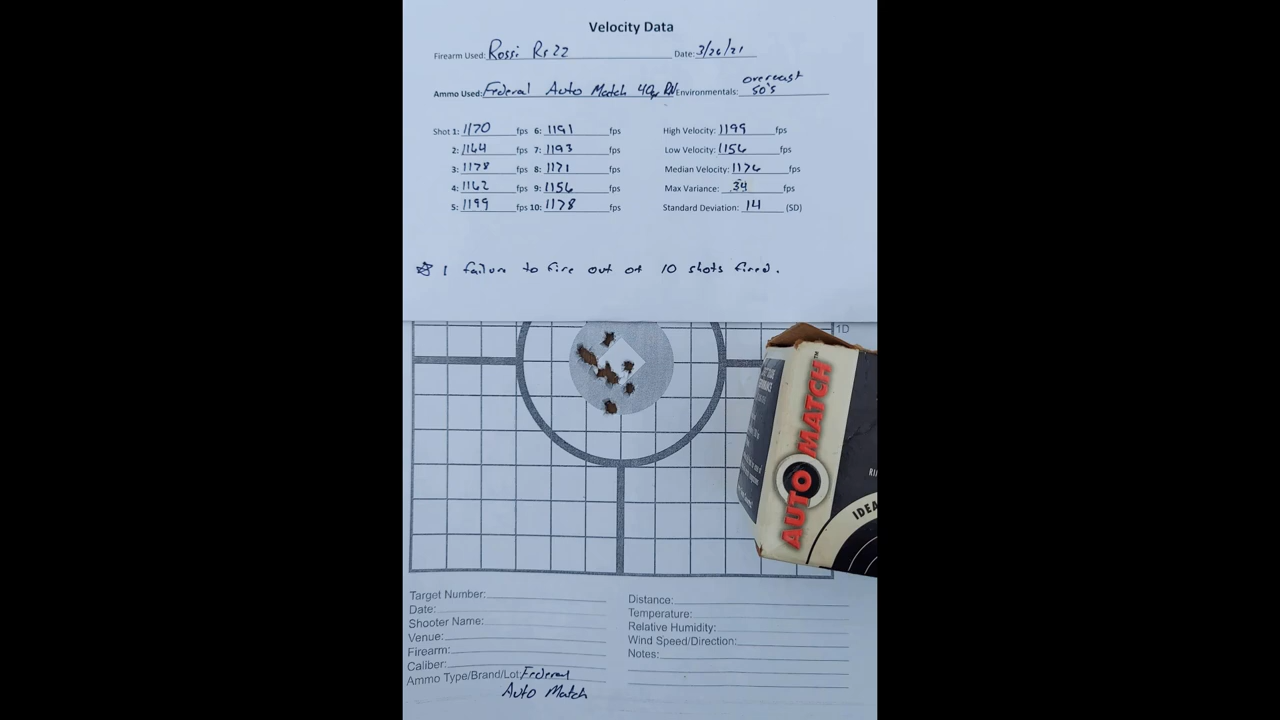 Velocity Data
Firearm Used: Rossi Rs22 Date: 3/26/21
Ammo Used: Federal Auto Match 40gr RN Environmentals: overcast 50's
Shot 1: 1170 fps 6: 1191 fps High Velocity: 1199 fps
2: 1164 fps 7: 1193 fps Low Velocity: 1156 fps
3: 1178 fps 8: 1171 fps Median Velocity: 1176 fps
4: 1162 fps 9: 1156 fps Max Variance: 34 fps
5: 1199 fps 10: 1178 fps Standard Deviation: 14 (SD)
☆ 1 failure to fire out of 10 shots fired.
1D
AUTO MATCH™
IDEA
Target Number:
Date:
Shooter Name:
Venue:
Firearm:
Caliber:
Ammo Type/Brand/Lot: Federal
Auto Match
Distance:
Temperature:
Relative Humidity:
Wind Speed/Direction:
Notes: